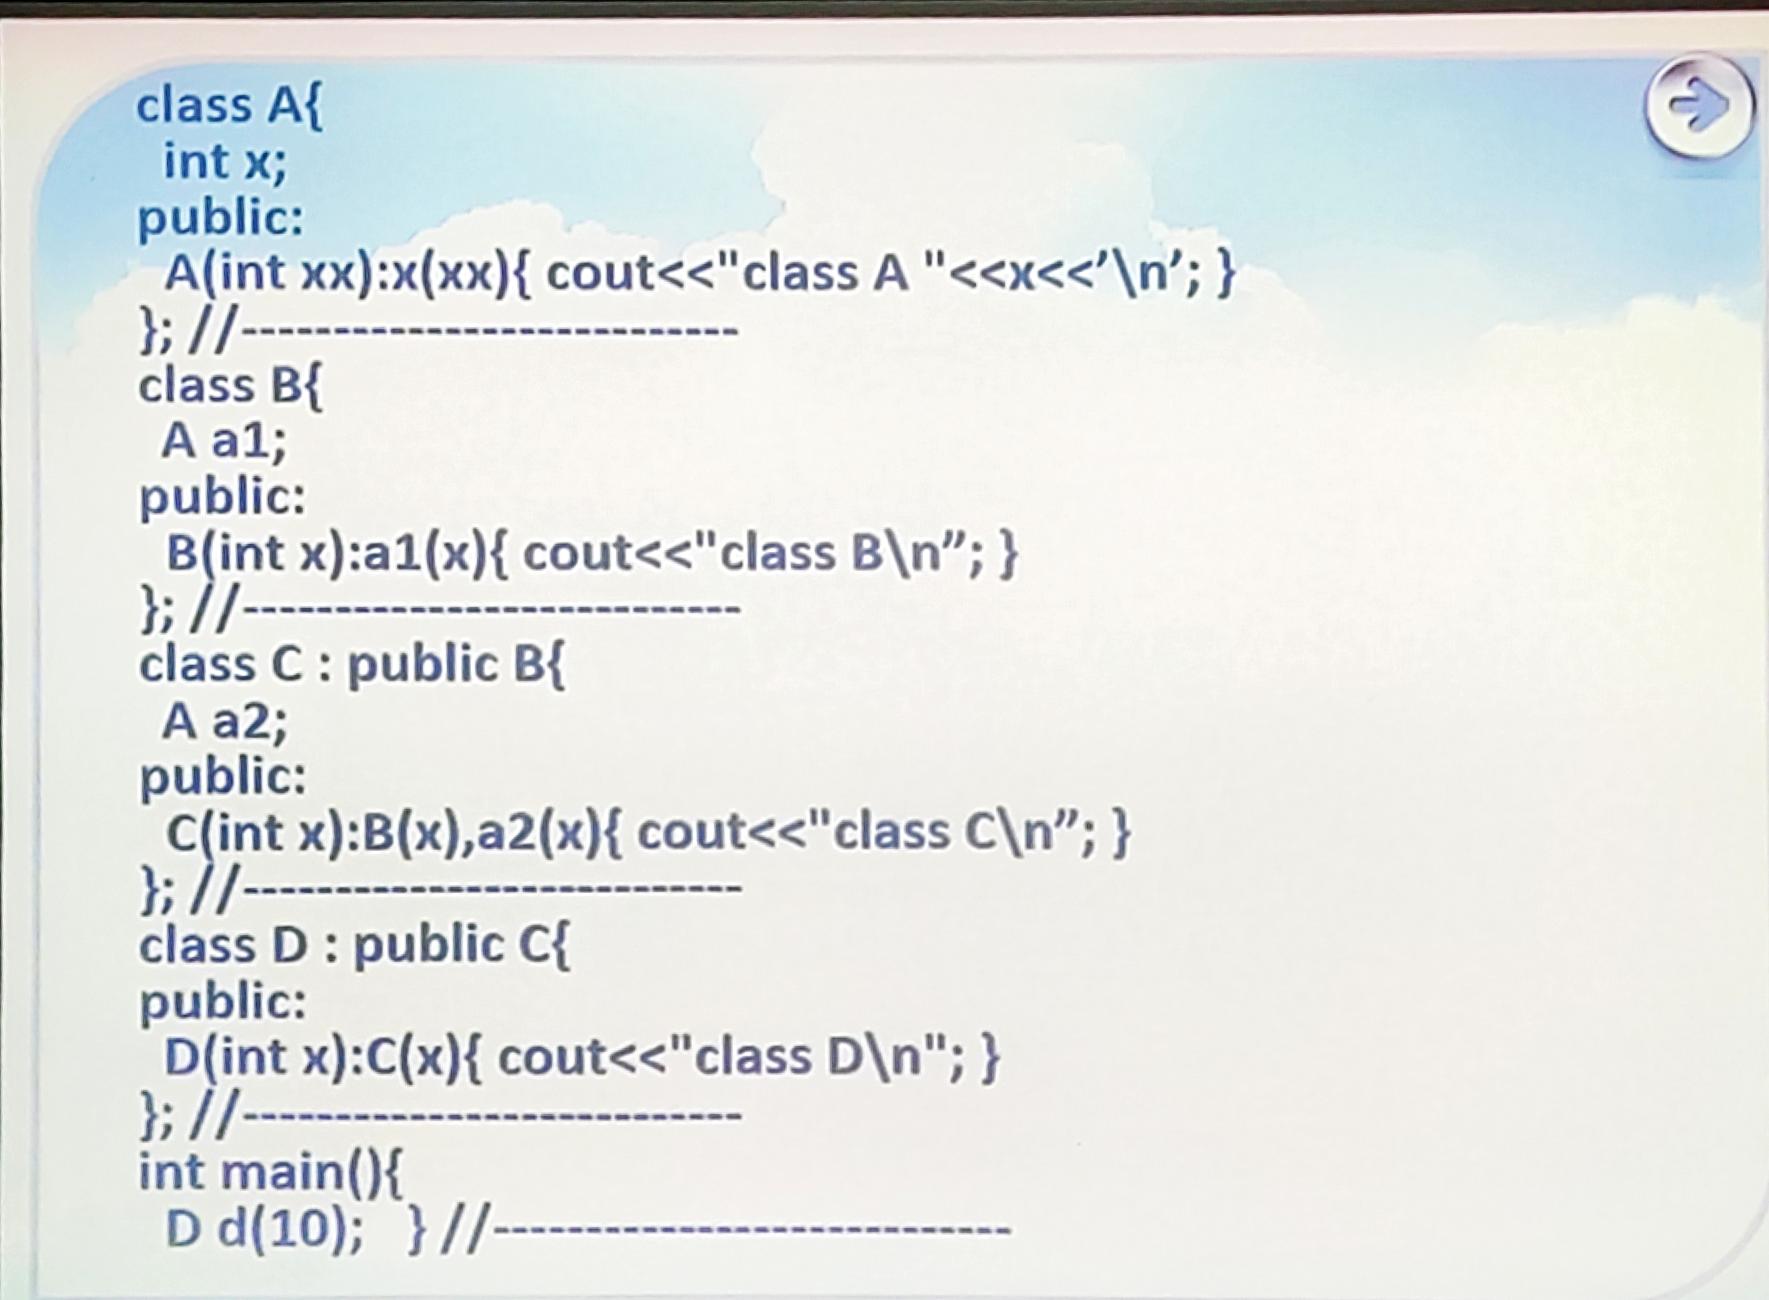 class A{
int x;
public:
A(int xx):x(xx){ cout<<"class A "<<x<<’\n’; }
}; //---------------------------
class B{
A a1;
public:
B(int x):a1(x){ cout<<"class B\n”; }
}; //---------------------------
class C : public B{
A a2;
public:
C(int x):B(x),a2(x){ cout<<"class C\n”; }
}; //---------------------------
class D : public C{
public:
D(int x):C(x){ cout<<"class D\n"; }
}; //---------------------------
int main(){
D d(10); } //----------------------------